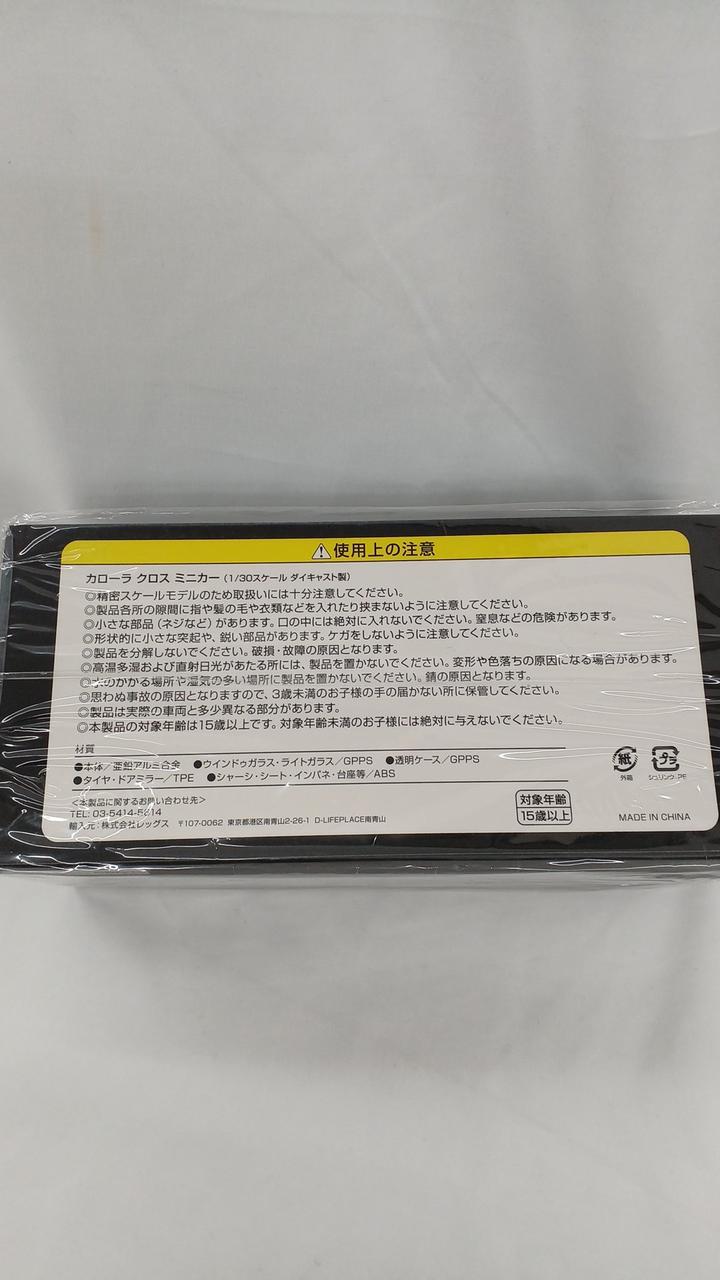 ⚠使用上の注意
カローラ クロス ミニカー (1/30スケール ダイキャスト製)
◎精密スケールモデルのため取扱いには十分注意してください。
◎製品各所の隙間に指や髪の毛や衣類などを入れたり挟まないように注意してください。
◎小さな部品(ネジなど)があります。口の中には絶対に入れないでください。窒息などの危険があります。
◎形状的に小さな突起や、鋭い部品があります。ケガをしないように注意してください。
◎製品を分解しないでください。破損・故障の原因となります。
◎高温多湿および直射日光があたる所には、製品を置かないでください。変形や色落ちの原因になる場合があります。
◎水のかかる場所や湿気の多い場所に製品を置かないでください。錆の原因となります。
◎思わぬ事故の原因となりますので、3歳未満のお子様の手の届かない所に保管してください。
◎製品は実際の車両と多少異なる部分があります。
◎本製品の対象年齢は15歳以上です。対象年齢未満のお子様には絶対に与えないでください。
材質
●本体/亜鉛アルミ合金 ●ウインドゥガラス・ライトガラス/GPPS ●透明ケース/GPPS
●タイヤ・ドアミラー/TPE ●シャーシ・シート・インパネ・台座等/ABS
紙 外箱
プラ シュリンク:PE
<本製品に関するお問い合わせ先>
TEL: 03-5414-5814
輸入元:株式会社レッグス 〒107-0062 東京都港区南青山2-26-1 D-LIFEPLACE南青山
対象年齢
15歳以上
MADE IN CHINA